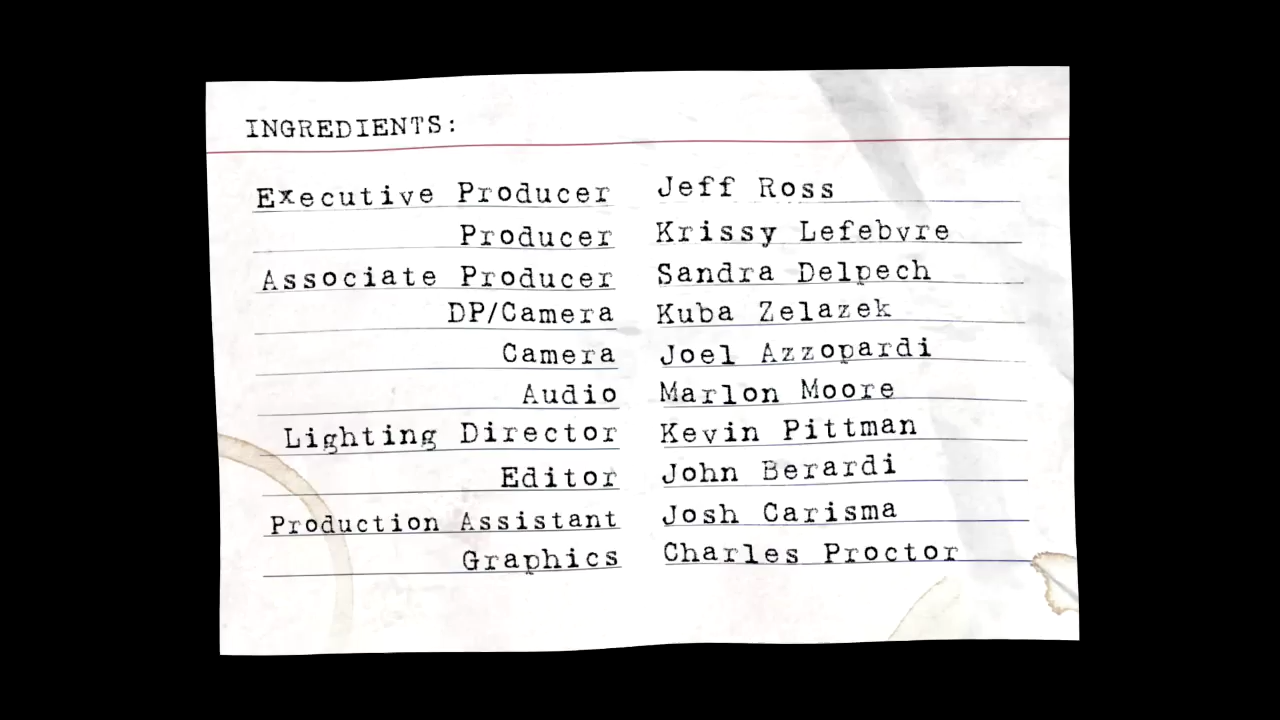 INGREDIENTS:
Executive Producer Jeff Ross
Producer Krissy Lefebvre
Associate Producer Sandra Delpech
DP/Camera Kuba Zelazek
Camera Joel Azzopardi
Audio Marlon Moore
Lighting Director Kevin Pittman
Editor John Berardi
Production Assistant Josh Carisma
Graphics Charles Proctor